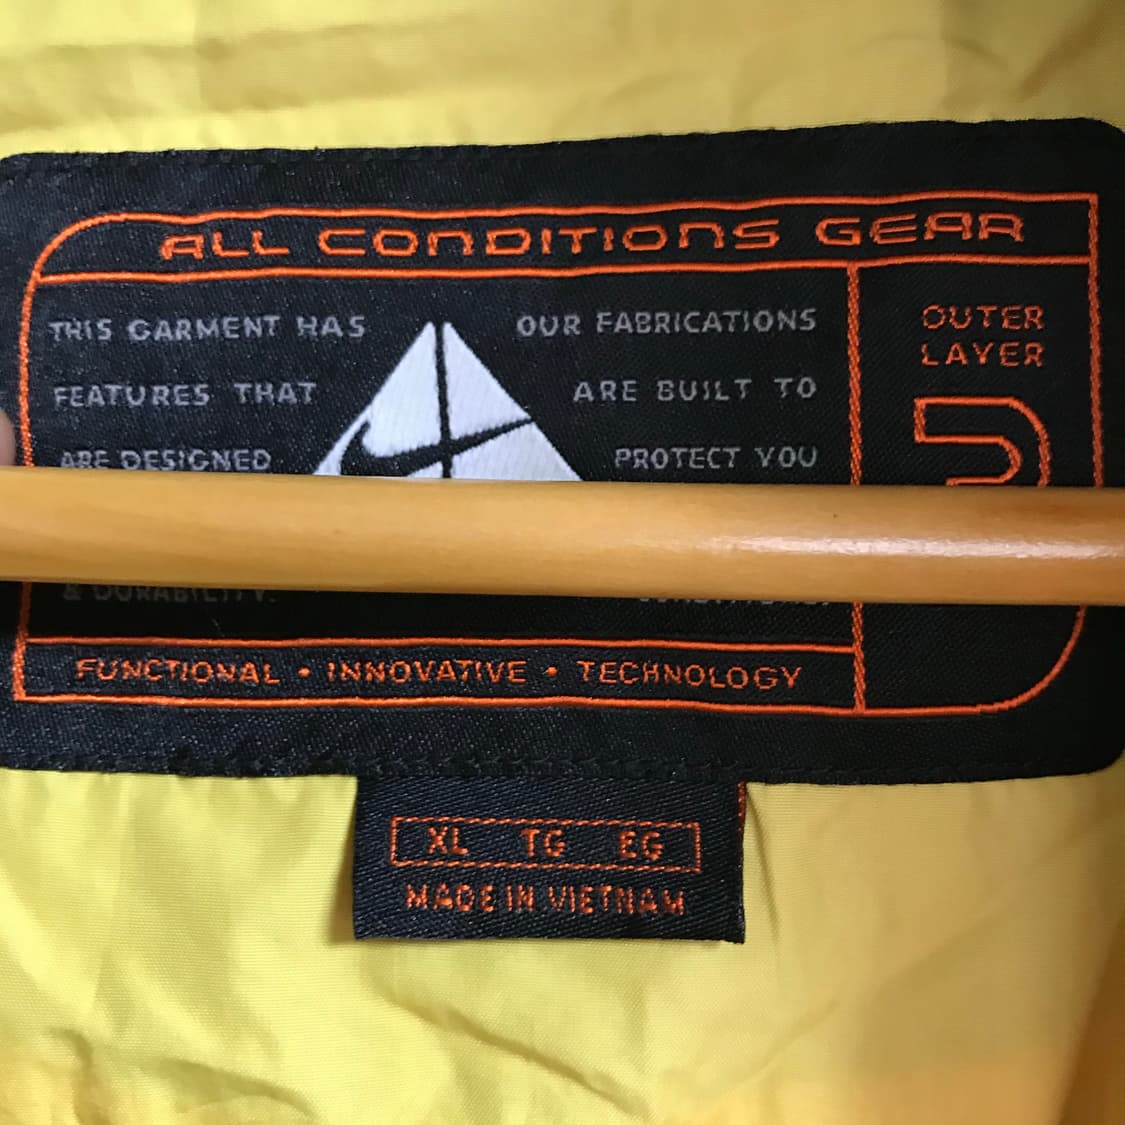 ALL CONDITIONS GEAR
THIS GARMENT HAS
FEATURES THAT
ARE DESIGNED
& DURABILITY.
OUR FABRICATIONS
ARE BUILT TO
PROTECT YOU
OUTER
LAYER
FUNCTIONAL • INNOVATIVE • TECHNOLOGY
XL TG EG
MADE IN VIETNAM